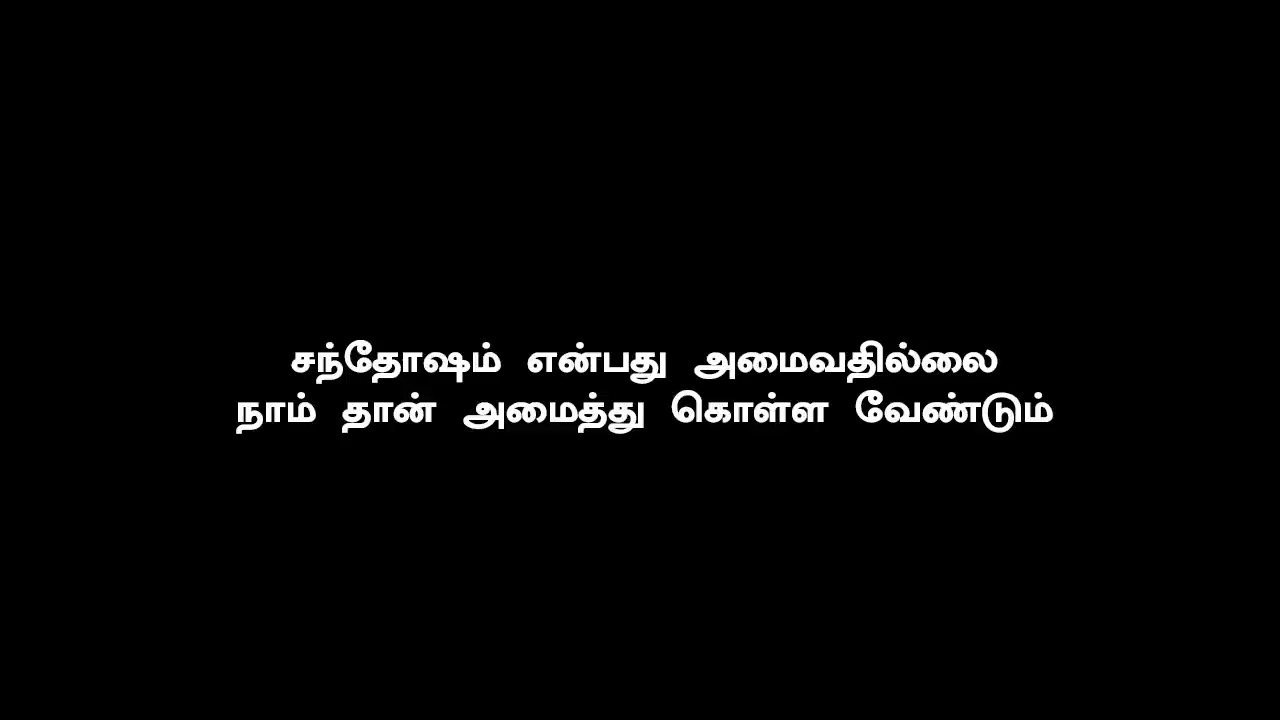 சந்தோஷம் என்பது அமைவதில்லை
நாம் தான் அமைத்து கொள்ள வேண்டும்